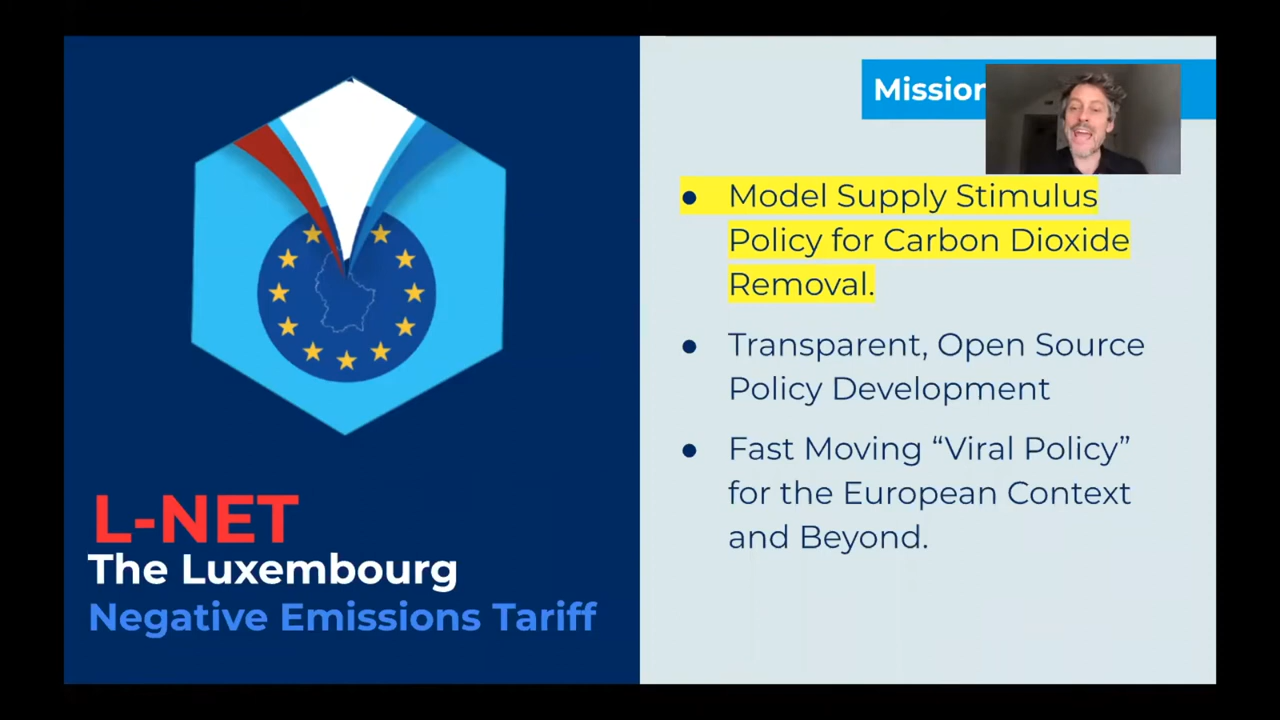 L-NET
The Luxembourg
Negative Emissions Tariff
Mission
● Model Supply Stimulus
Policy for Carbon Dioxide
Removal.
● Transparent, Open Source
Policy Development
● Fast Moving “Viral Policy”
for the European Context
and Beyond.